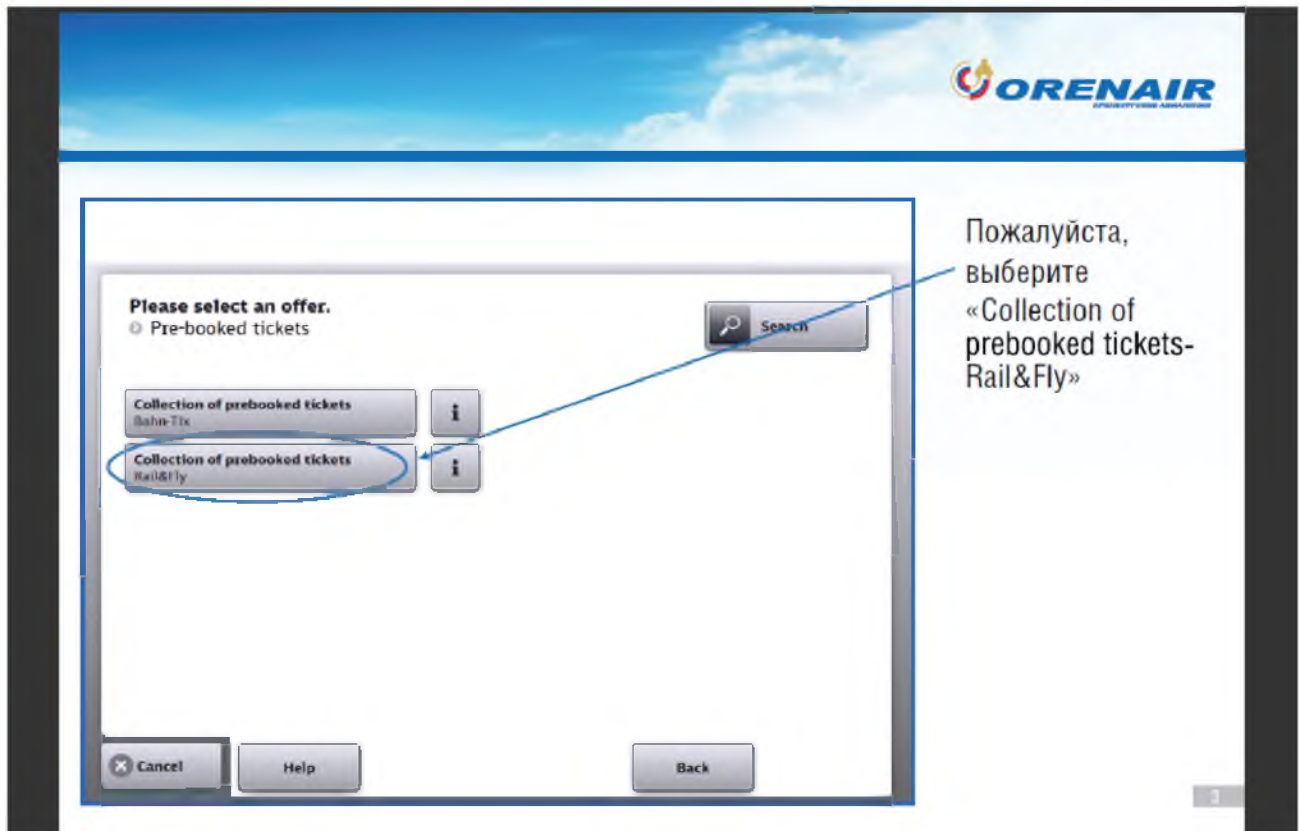 ORENAIR
Пожалуйста,
выберите
«Collection of
prebooked tickets-
Rail&Fly»
Please select an offer.
Pre-booked tickets
Search
Collection of prebooked tickets
Bahn-Tix
i
Collection of prebooked tickets
Rail&Fly
i
Cancel
Help
Back
3